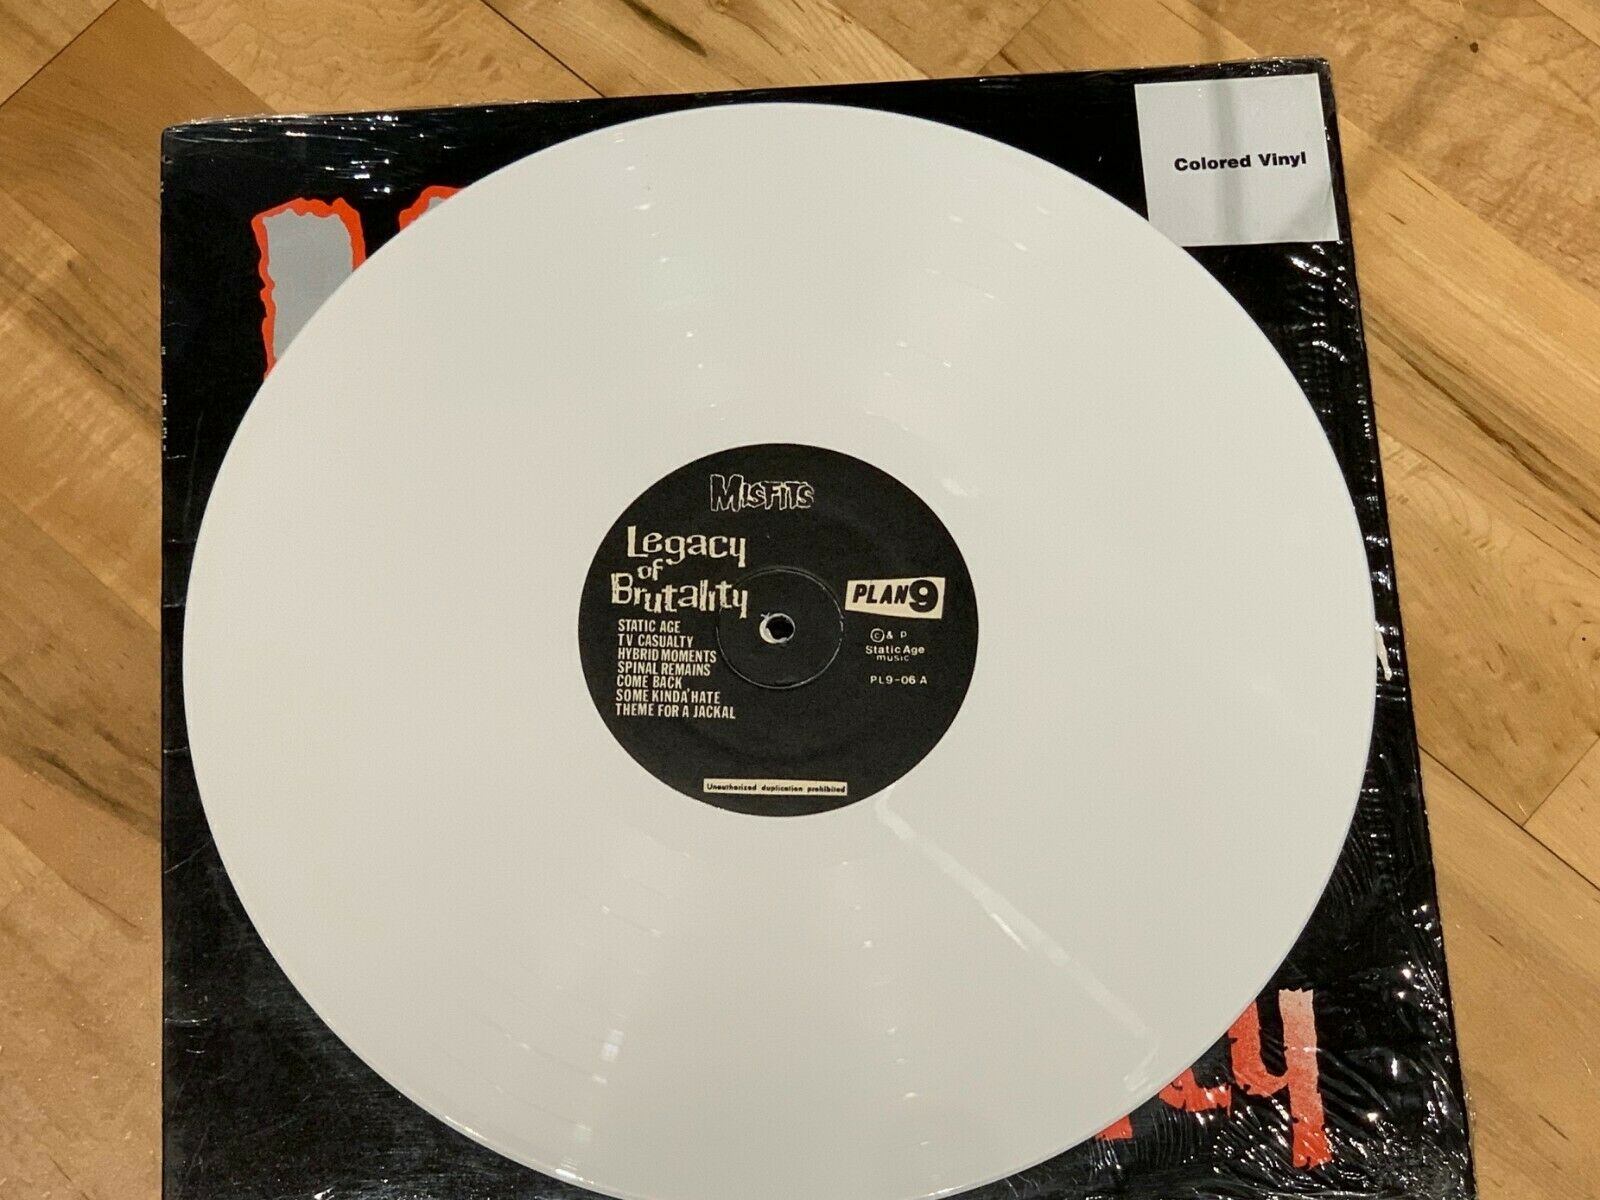 Colored Vinyl
MISFITS
Legacy
of
Brutality
PLAN 9
STATIC AGE
TV CASUALTY
HYBRID MOMENTS
SPINAL REMAINS
COME BACK
SOME KINDA HATE
THEME FOR A JACKAL
© & P
Static Age
music
PL9-06 A
Unauthorized duplication prohibited